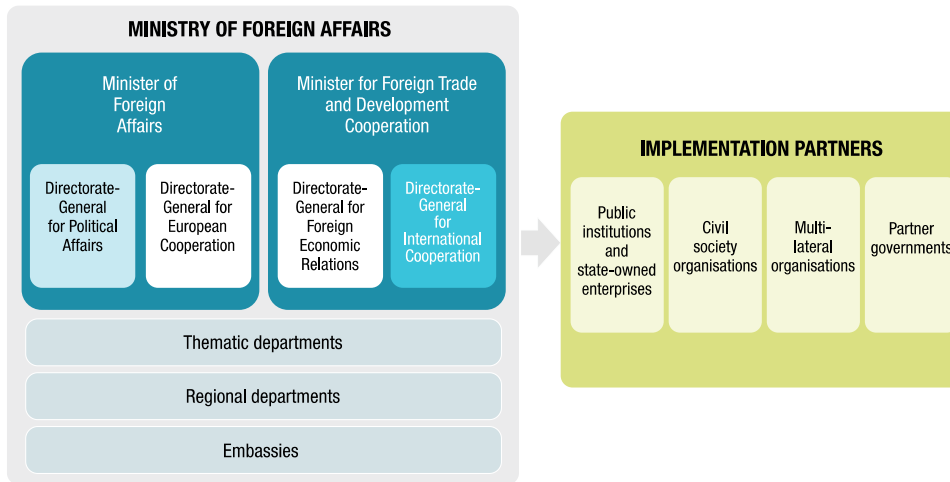 MINISTRY OF FOREIGN AFFAIRS
Minister of
Foreign
Affairs
Directorate-
General
for Political
Affairs
Directorate-
General for
European
Cooperation
Minister for Foreign Trade
and Development
Cooperation
Directorate-
General for
Foreign
Economic
Relations
Directorate-
General
for
International
Cooperation
Thematic departments
Regional departments
Embassies
IMPLEMENTATION PARTNERS
Public
institutions
and
state-owned
enterprises
Civil
society
organisations
Multi-
lateral
organisations
Partner
governments